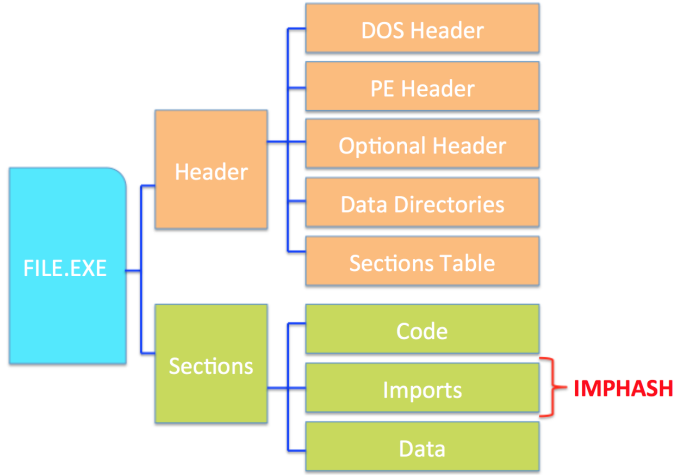 DOS Header
PE Header
Header
Optional Header
Data Directories
FILE.EXE
Sections Table
Code
Sections
Imports
IMPHASH
Data